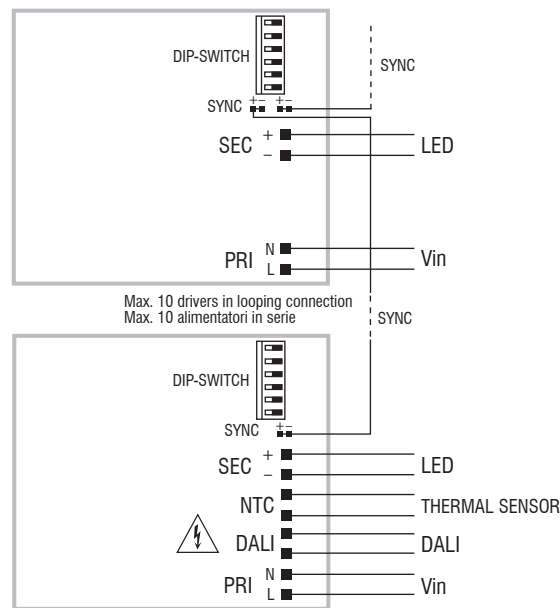 DIP-SWITCH
SYNC
SYNC + - + -
SEC + - LED
PRI N L Vin
Max. 10 drivers in looping connection
Max. 10 alimentatori in serie
SYNC
DIP-SWITCH
SYNC + -
SEC + - LED
NTC THERMAL SENSOR
DALI DALI
PRI N L Vin